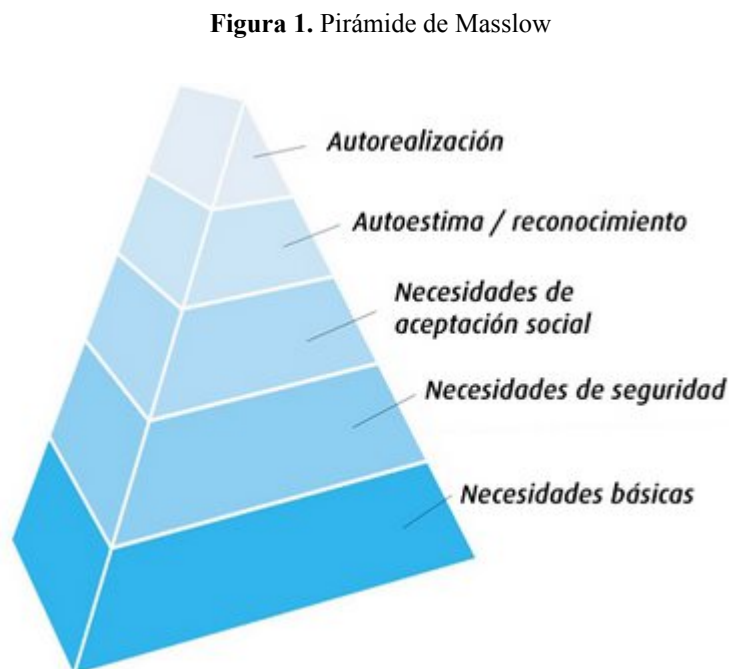 Figura 1. Pirámide de Masslow
Autorealización
Autoestima / reconocimiento
Necesidades de
aceptación social
Necesidades de seguridad
Necesidades básicas